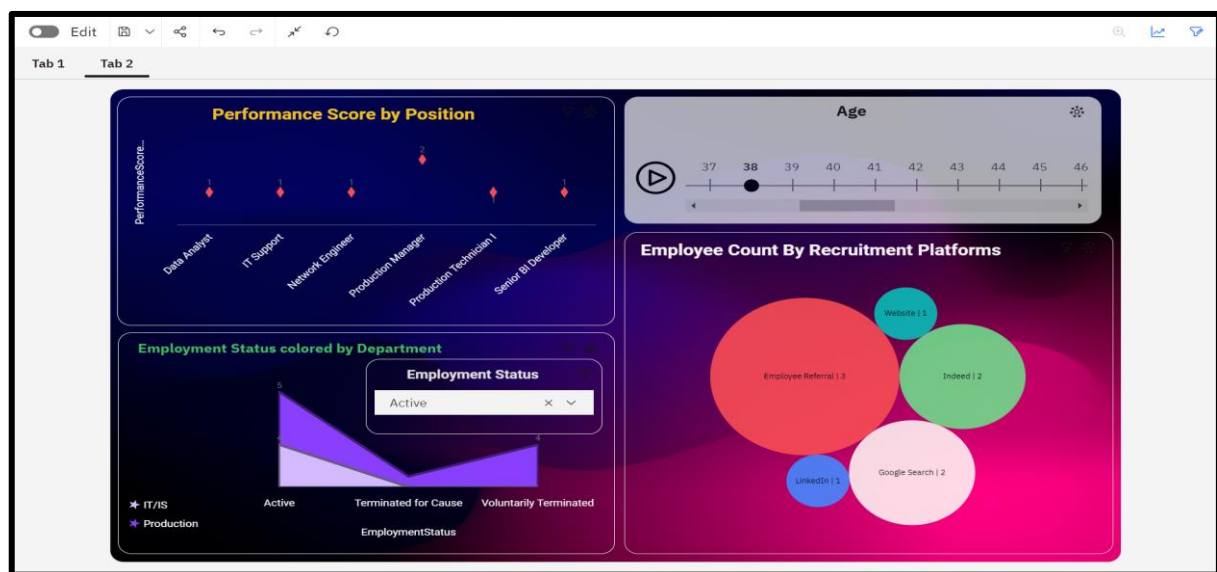 Edit
Tab 1
Tab 2
Performance Score by Position
PerformanceScore...
1
1
1
2
1
1
Data Analyst
IT Support
Network Engineer
Production Manager
Production Technician I
Senior BI Developer
Age
37 38 39 40 41 42 43 44 45 46
Employment Status colored by Department
Employment Status
Active
5
4
IT/IS
Production
Active
Terminated for Cause
Voluntarily Terminated
EmploymentStatus
Employee Count By Recruitment Platforms
Website | 1
Employee Referral | 3
Indeed | 2
Google Search | 2
LinkedIn | 1